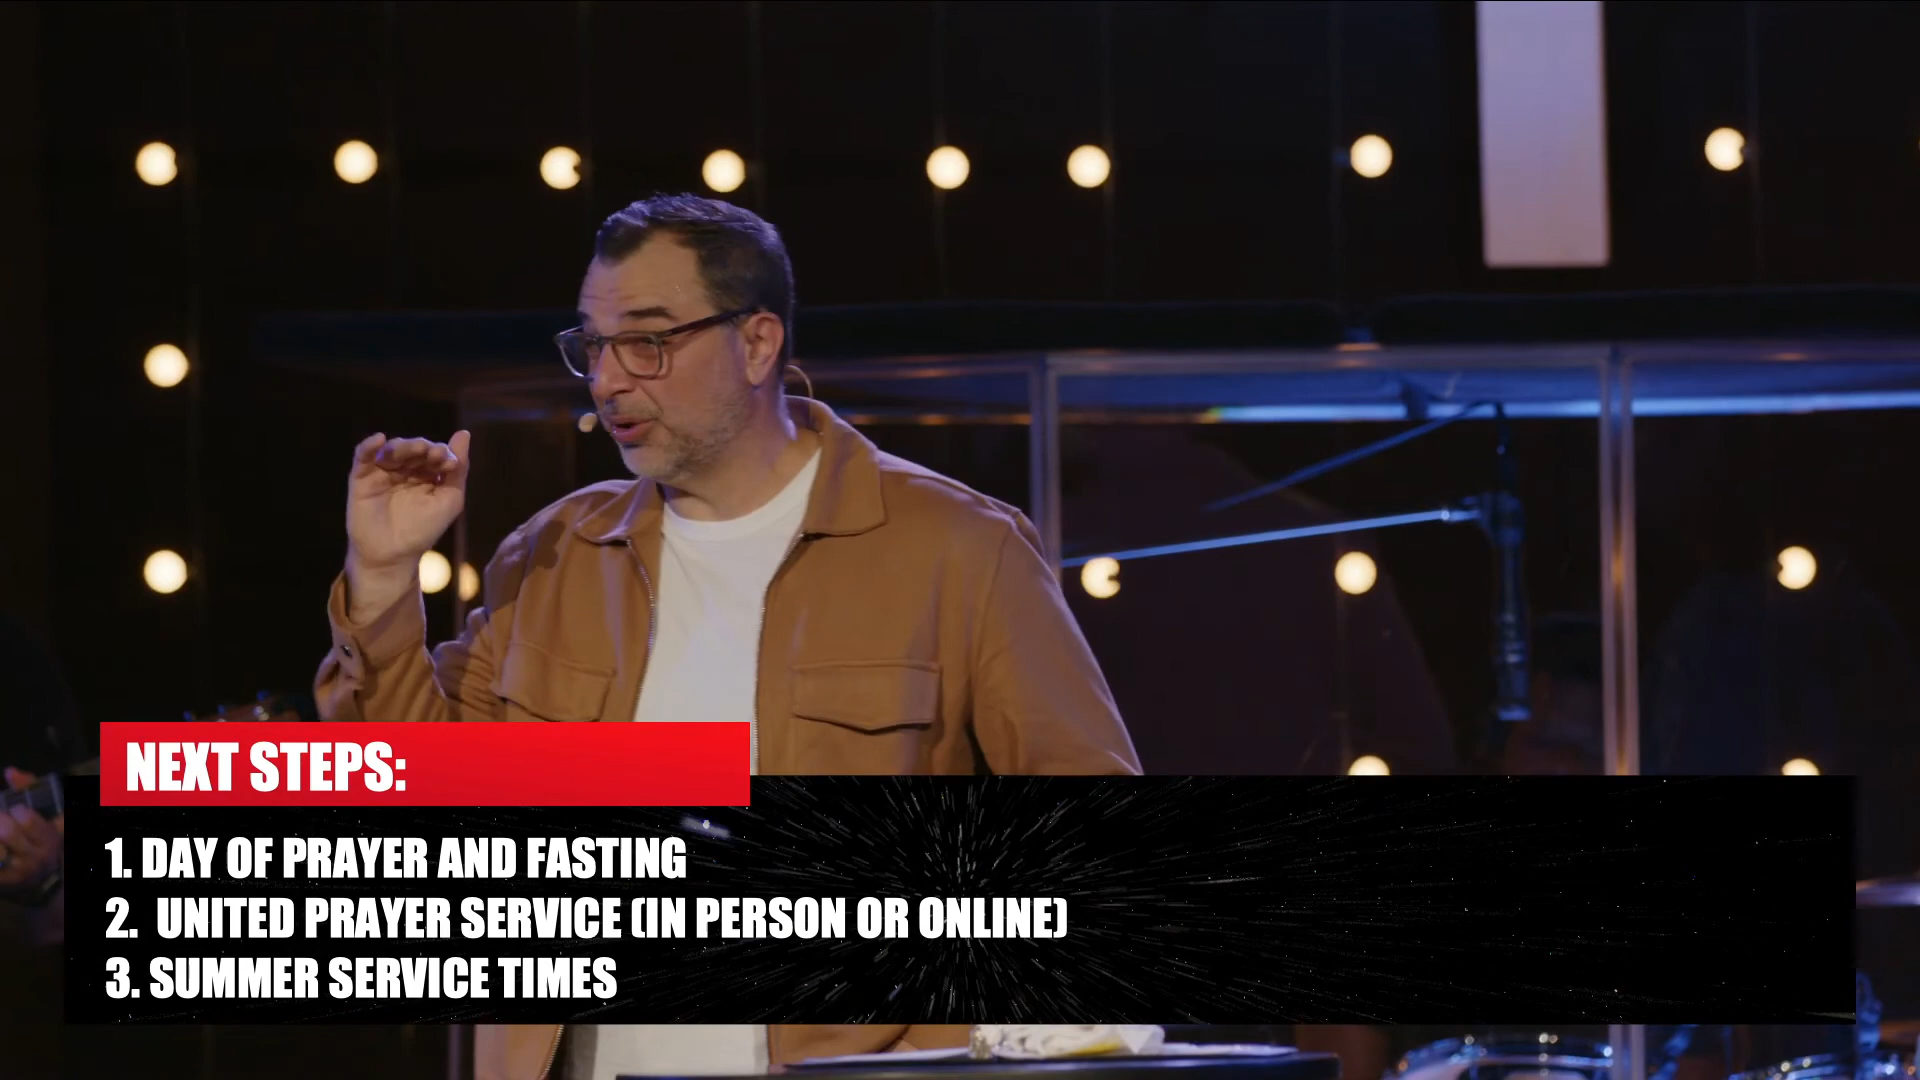 NEXT STEPS:
1. DAY OF PRAYER AND FASTING
2. UNITED PRAYER SERVICE (IN PERSON OR ONLINE)
3. SUMMER SERVICE TIMES